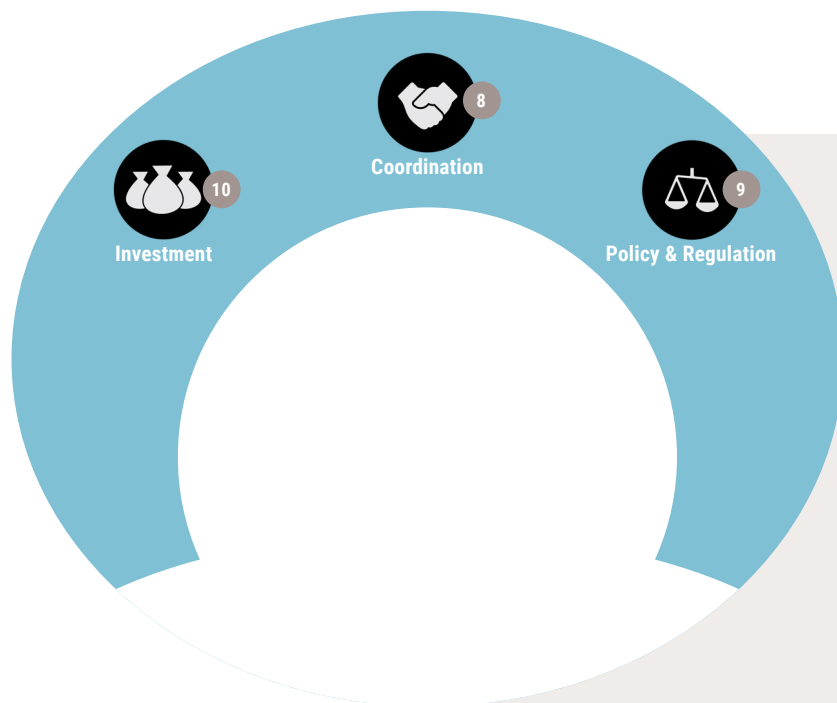 8
Coordination
10
Investment
9
Policy & Regulation